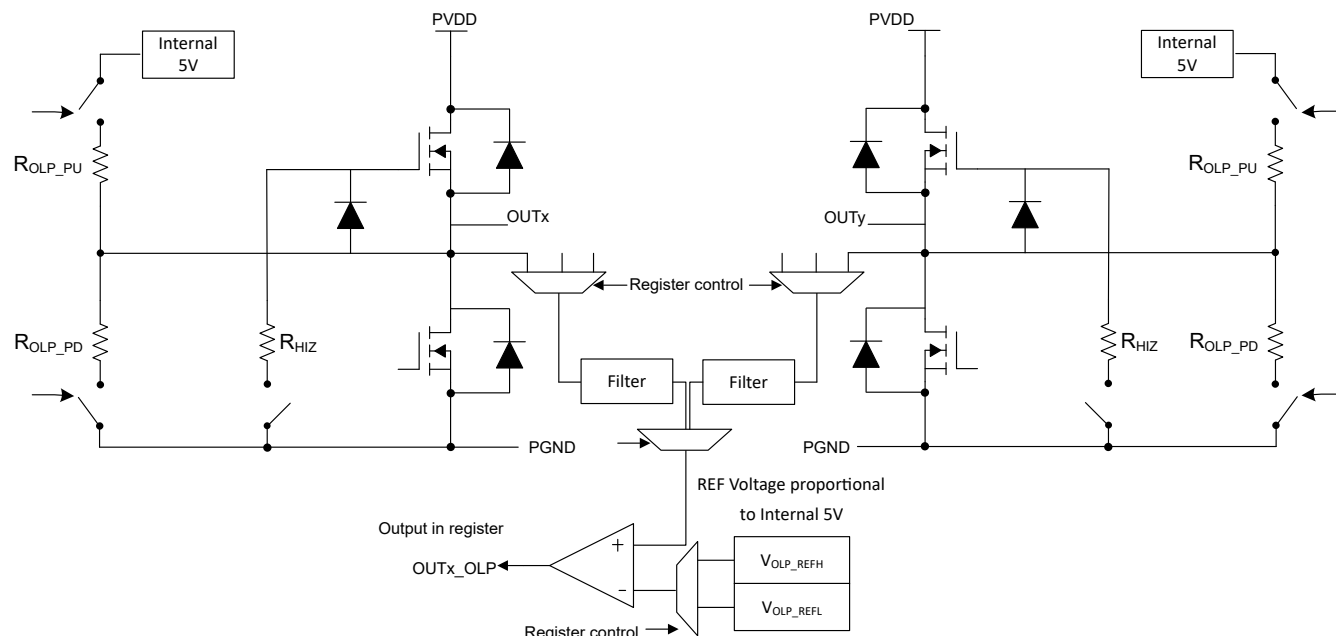 PVDD
PVDD
Internal
5V
Internal
5V
ROLP_PU
ROLP_PU
OUTx
OUTy
Register control
ROLP_PD
RHIZ
RHIZ
ROLP_PD
Filter
Filter
PGND
PGND
REF Voltage proportional
to Internal 5V
Output in register
+
VOLP_REFH
OUTx_OLP
-
VOLP_REFL
Register control